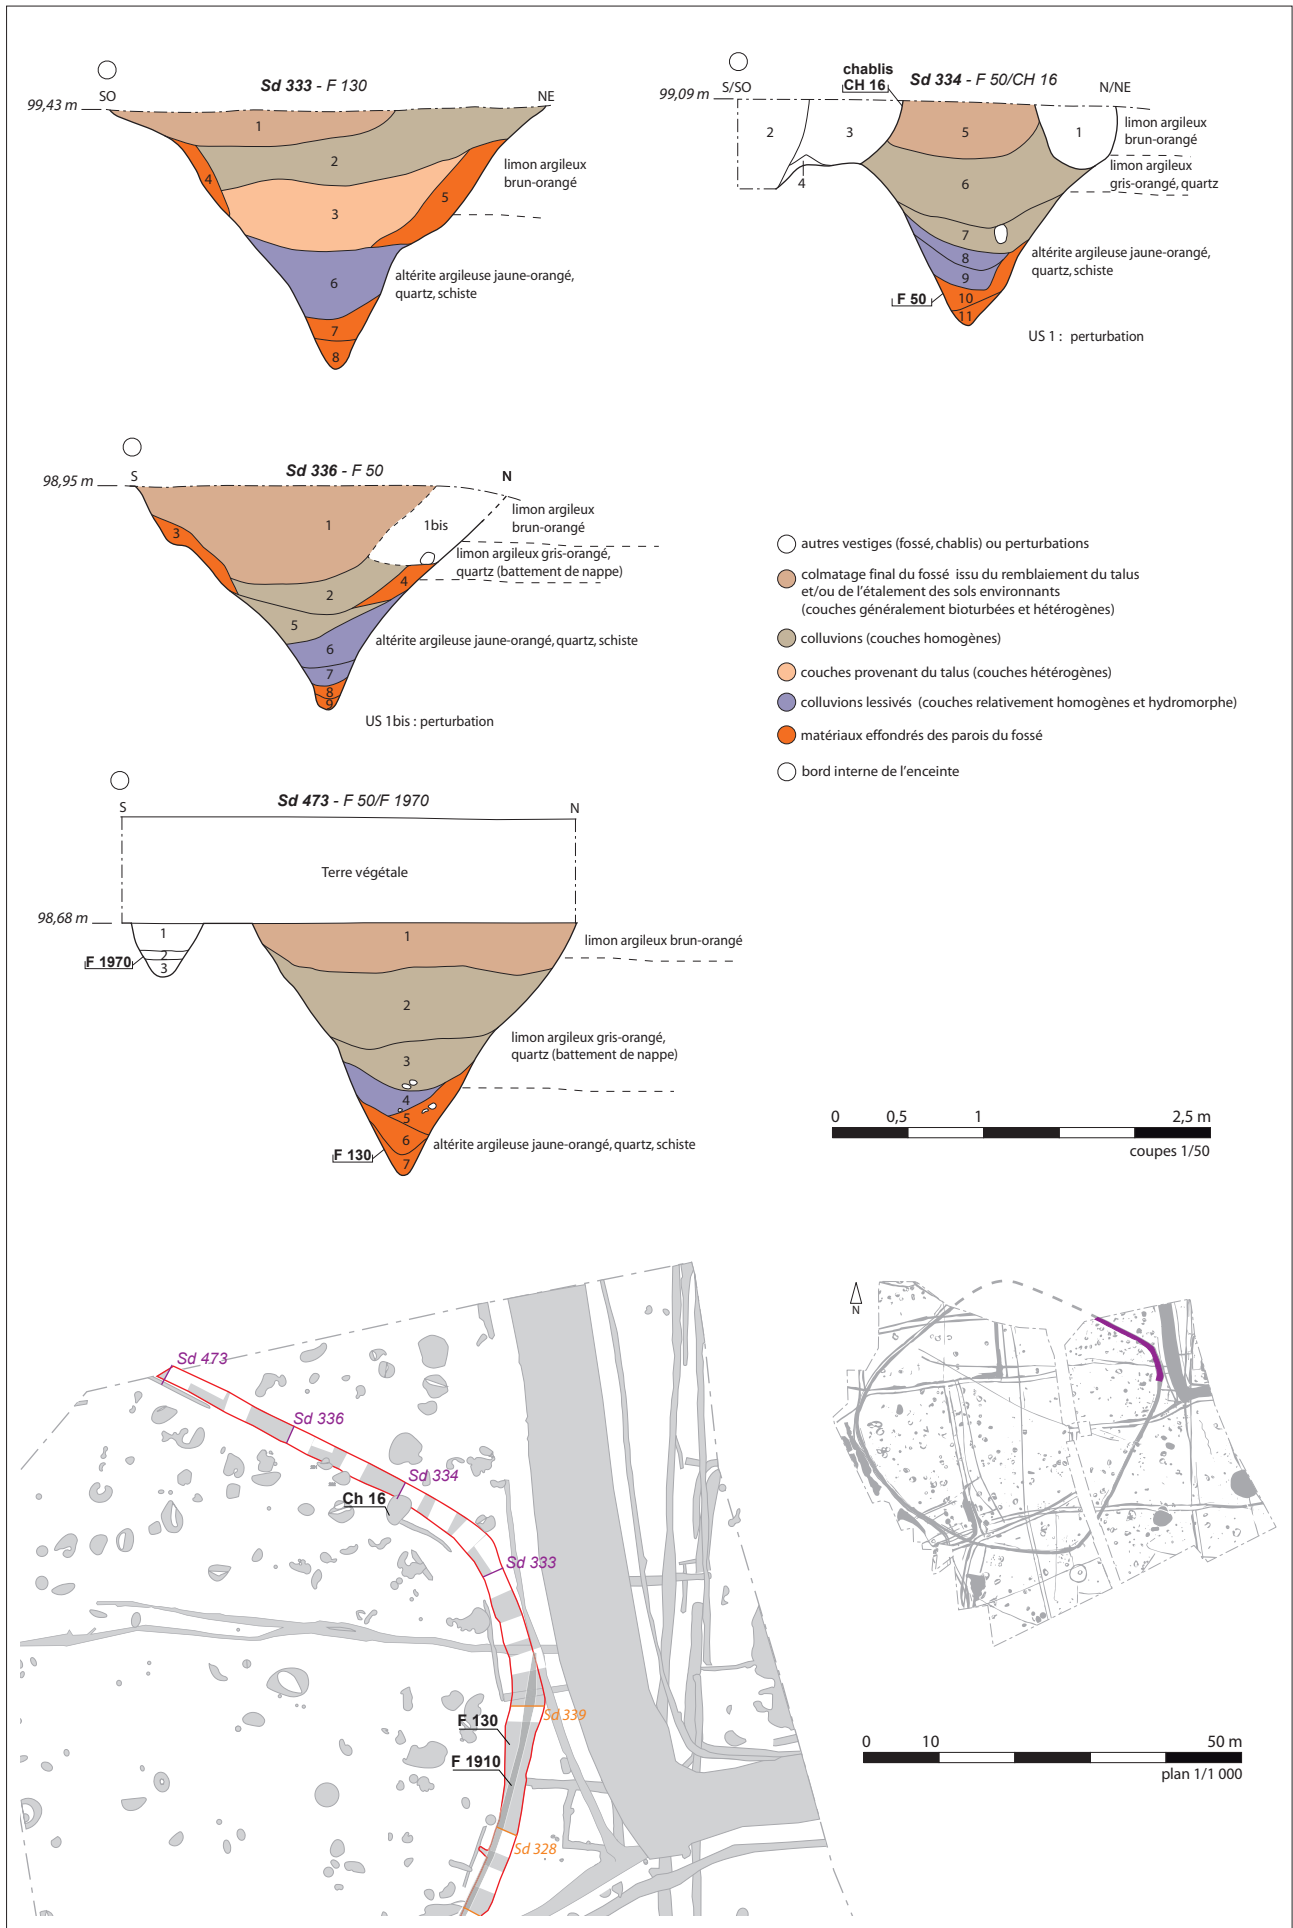 Sd 333 - F 130
SO
NE
99,43 m
1
2
3
4
5
6
7
8
limon argileux
brun-orangé
altérite argileuse jaune-orangé,
quartz, schiste
chablis
CH 16
Sd 334 - F 50/CH 16
S/SO
N/NE
99,09 m
2
3
5
1
4
6
7
8
9
10
11
F 50
limon argileux
brun-orangé
limon argileux
gris-orangé, quartz
altérite argileuse jaune-orangé,
quartz, schiste
US 1 : perturbation
Sd 336 - F 50
S
N
98,95 m
1
1bis
3
2
4
5
6
7
8
9
limon argileux
brun-orangé
limon argileux gris-orangé,
quartz (battement de nappe)
altérite argileuse jaune-orangé, quartz, schiste
US 1bis : perturbation
autres vestiges (fossé, chablis) ou perturbations
colmatage final du fossé issu du remblaiement du talus
et/ou de l'étalement des sols environnants
(couches généralement bioturbées et hétérogènes)
colluvions (couches homogènes)
couches provenant du talus (couches hétérogènes)
colluvions lessivés (couches relativement homogènes et hydromorphe)
matériaux effondrés des parois du fossé
bord interne de l'enceinte
Sd 473 - F 50/F 1970
S
N
Terre végétale
98,68 m
1
2
3
F 1970
1
2
3
4
5
6
7
F 130
limon argileux brun-orangé
limon argileux gris-orangé,
quartz (battement de nappe)
altérite argileuse jaune-orangé, quartz, schiste
0 0,5 1 2,5 m
coupes 1/50
Sd 473
Sd 336
Sd 334
Ch 16
Sd 333
Sd 339
F 130
F 1910
Sd 328
N
0 10 50 m
plan 1/1 000